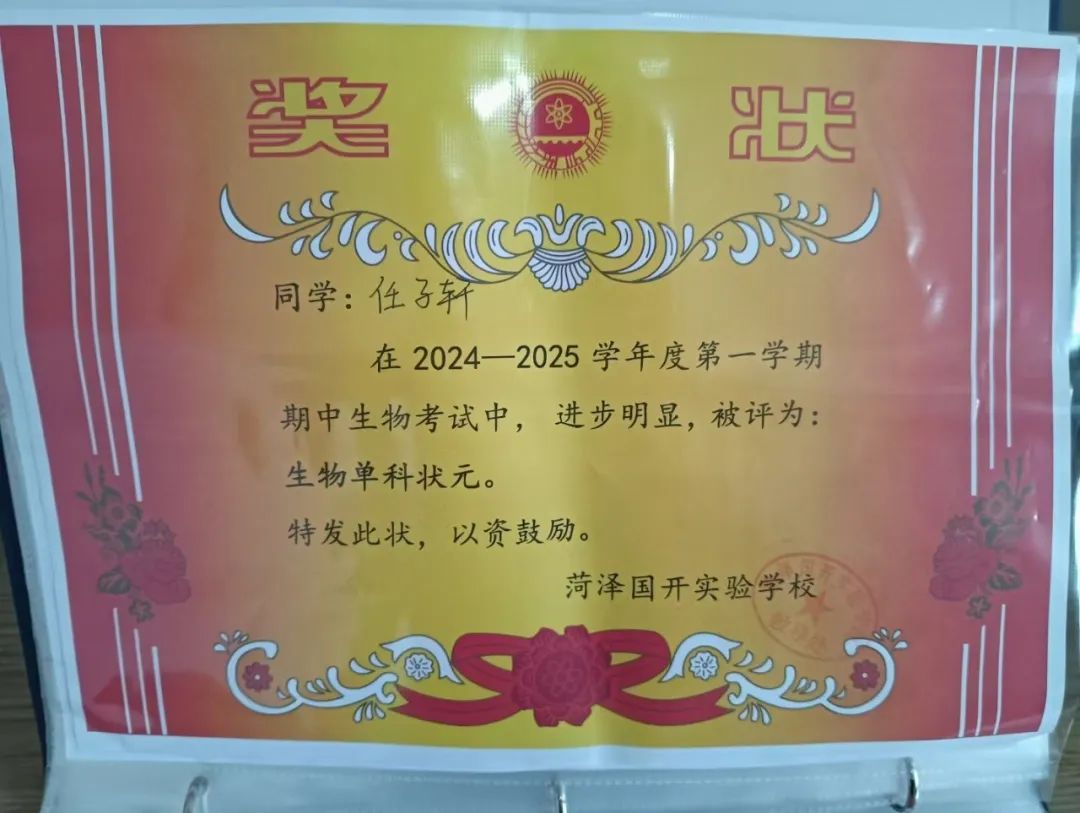 奖状
同学：任子轩
在 2024—2025 学年度第一学期
期中生物考试中，进步明显，被评为：
生物单科状元。
特发此状，以资鼓励。
菏泽国开实验学校